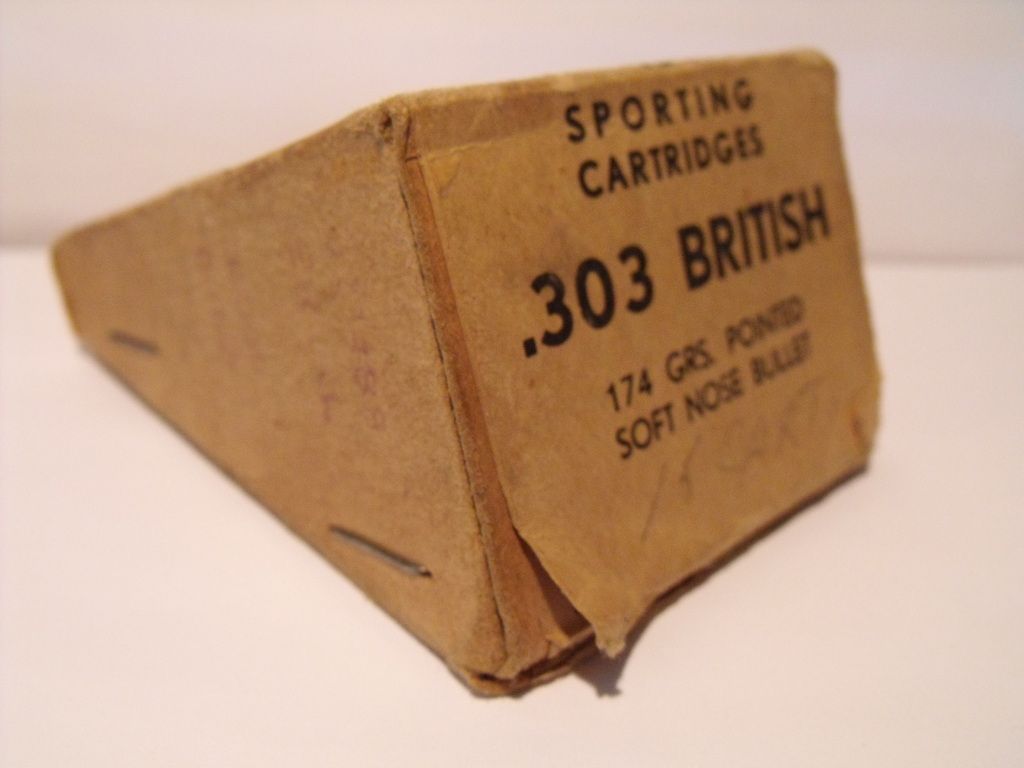 SPORTING
CARTRIDGES
.303 BRITISH
174 GRS. POINTED
SOFT NOSE BULLET